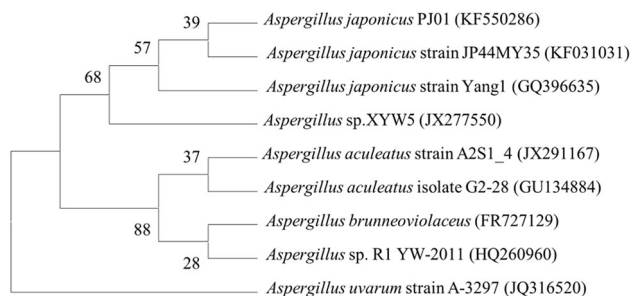 39
Aspergillus japonicus PJ01 (KF550286)
57
Aspergillus japonicus strain JP44MY35 (KF031031)
68
Aspergillus japonicus strain Yang1 (GQ396635)
Aspergillus sp.XYW5 (JX277550)
37
Aspergillus aculeatus strain A2S1_4 (JX291167)
Aspergillus aculeatus isolate G2-28 (GU134884)
88
Aspergillus brunneoviolaceus (FR727129)
28
Aspergillus sp. R1 YW-2011 (HQ260960)
Aspergillus uvarum strain A-3297 (JQ316520)